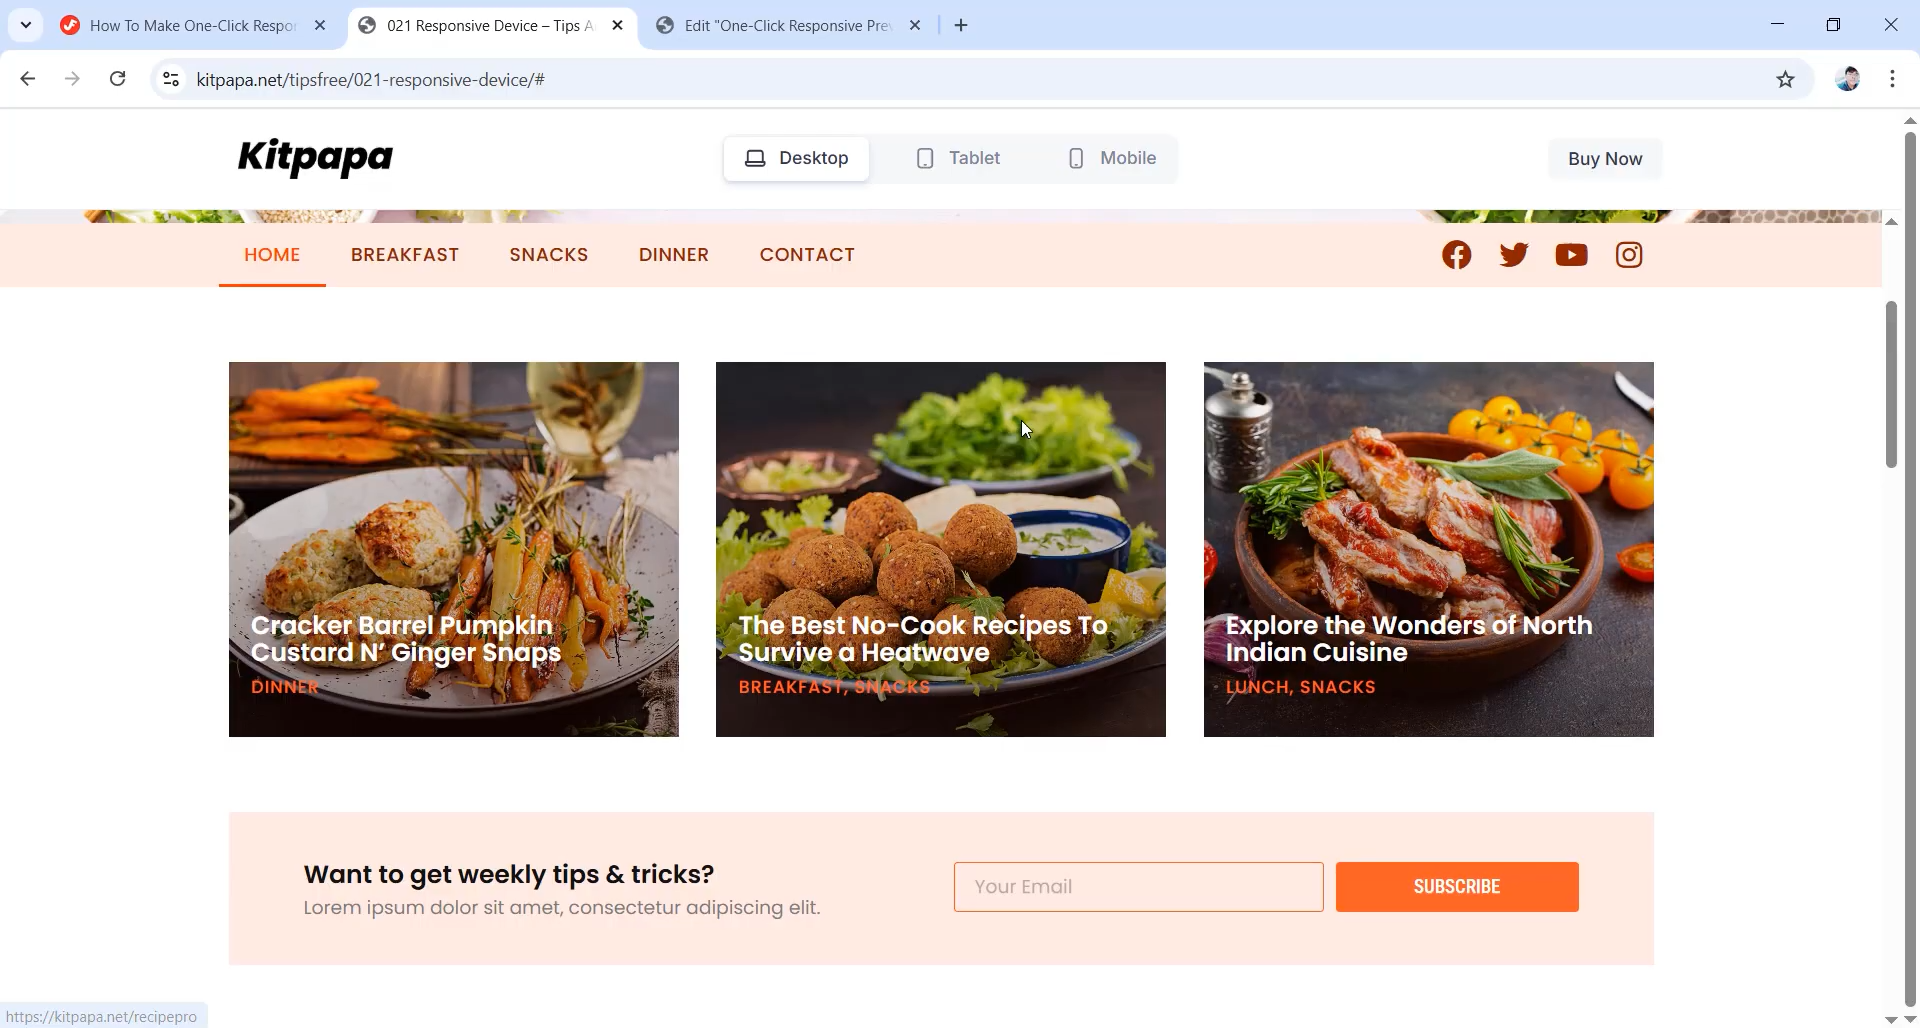 How To Make One-Click Respon
021 Responsive Device – Tips A
Edit "One-Click Responsive Prev
kitpapa.net/tipsfree/021-responsive-device/#
Kitpapa
Desktop
Tablet
Mobile
Buy Now
HOME
BREAKFAST
SNACKS
DINNER
CONTACT
Cracker Barrel Pumpkin
Custard N’ Ginger Snaps
DINNER
The Best No-Cook Recipes To
Survive a Heatwave
BREAKFAST, SNACKS
Explore the Wonders of North
Indian Cuisine
LUNCH, SNACKS
Want to get weekly tips & tricks?
Lorem ipsum dolor sit amet, consectetur adipiscing elit.
Your Email
SUBSCRIBE
https://kitpapa.net/recipepro